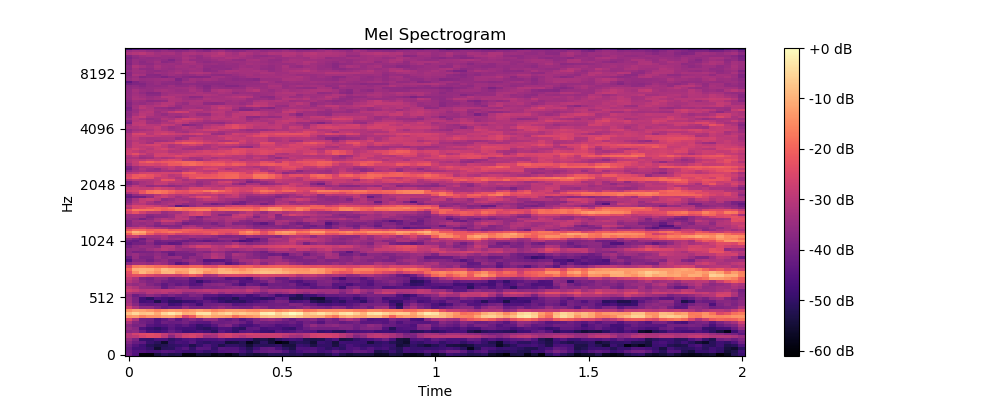 Mel Spectrogram
8192
4096
2048
1024
512
0
Hz
0
0.5
1
1.5
2
Time
+0 dB
-10 dB
-20 dB
-30 dB
-40 dB
-50 dB
-60 dB